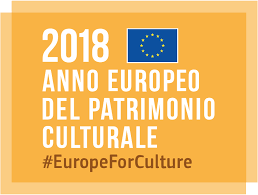 2018
ANNO EUROPEO
DEL PATRIMONIO
CULTURALE
#EuropeForCulture